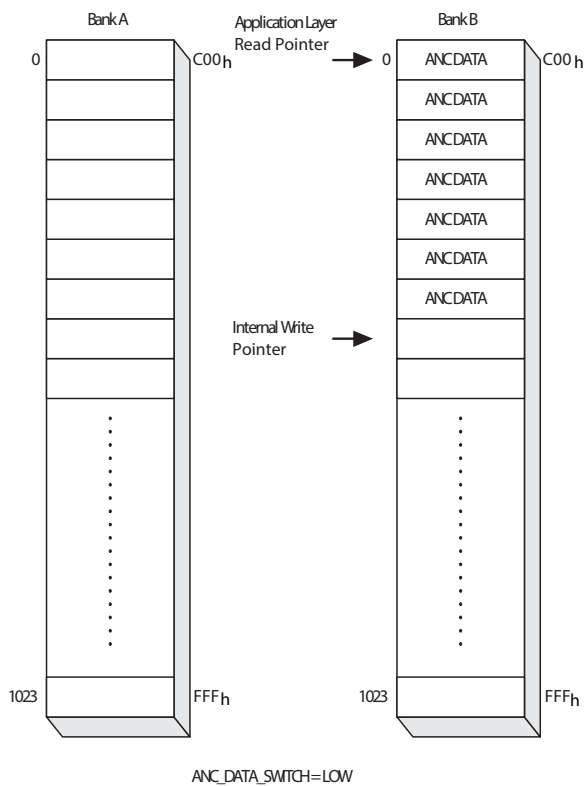 Bank A
Application Layer
Read Pointer
Bank B
0
C00h
0
ANCDATA
C00h
ANCDATA
ANCDATA
ANCDATA
ANCDATA
ANCDATA
ANCDATA
Internal Write
Pointer
1023
FFFh
1023
FFFh
ANC_DATA_SWITCH = LOW